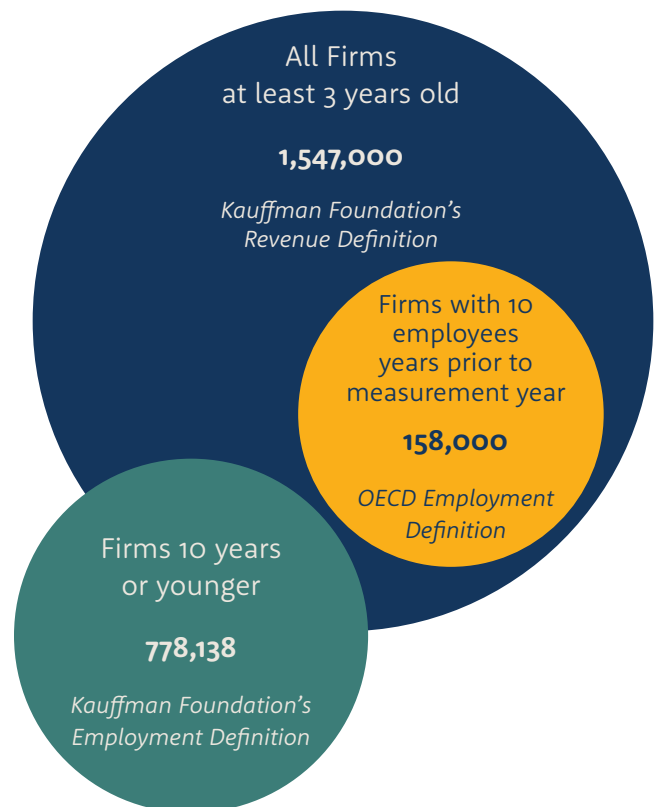 All Firms
at least 3 years old
1,547,000
Kauffman Foundation's
Revenue Definition
Firms with 10
employees
years prior to
measurement year
158,000
OECD Employment
Definition
Firms 10 years
or younger
778,138
Kauffman Foundation's
Employment Definition